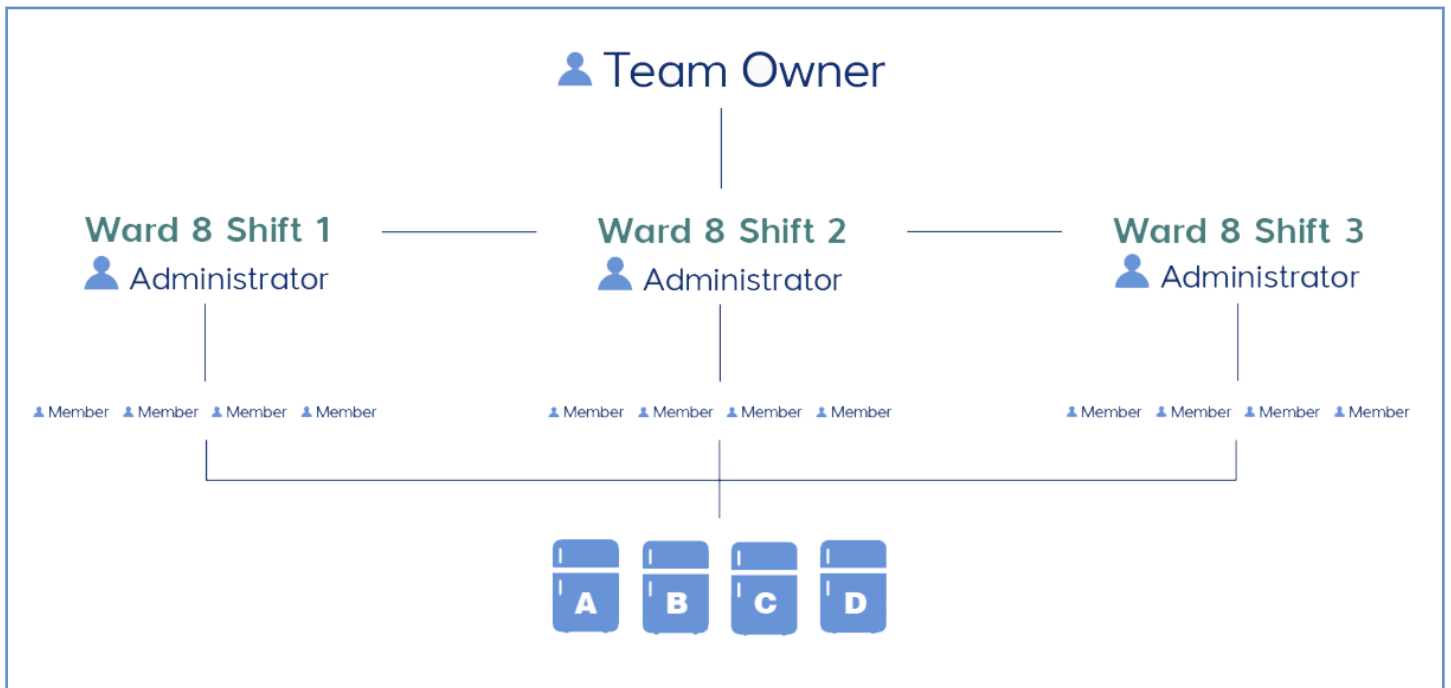 Team Owner
Ward 8 Shift 1 Ward 8 Shift 2 Ward 8 Shift 3
Administrator Administrator Administrator
Member Member Member Member Member Member Member Member Member Member Member Member
A B C D